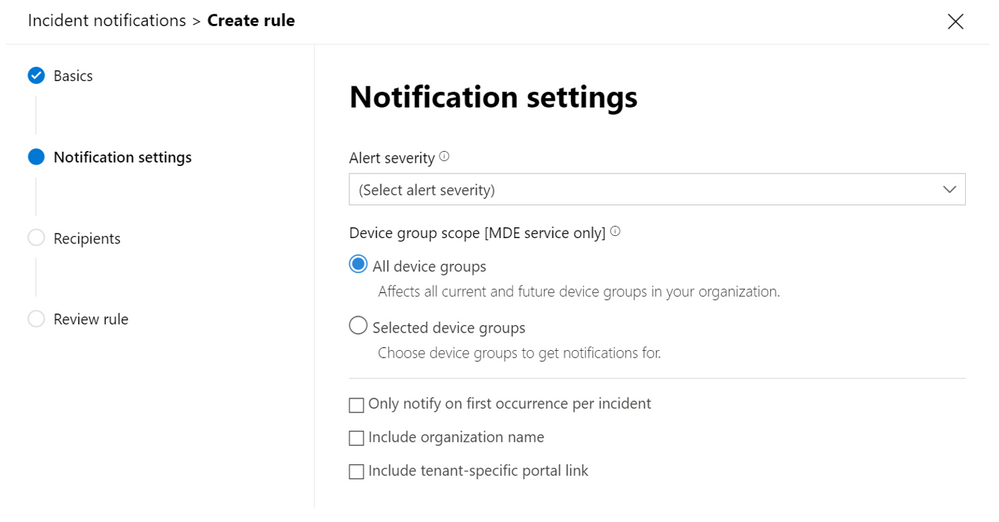 Incident notifications > Create rule
Basics
Notification settings
Recipients
Review rule
Notification settings
Alert severity
(Select alert severity)
Device group scope [MDE service only]
All device groups
Affects all current and future device groups in your organization.
Selected device groups
Choose device groups to get notifications for.
Only notify on first occurrence per incident
Include organization name
Include tenant-specific portal link